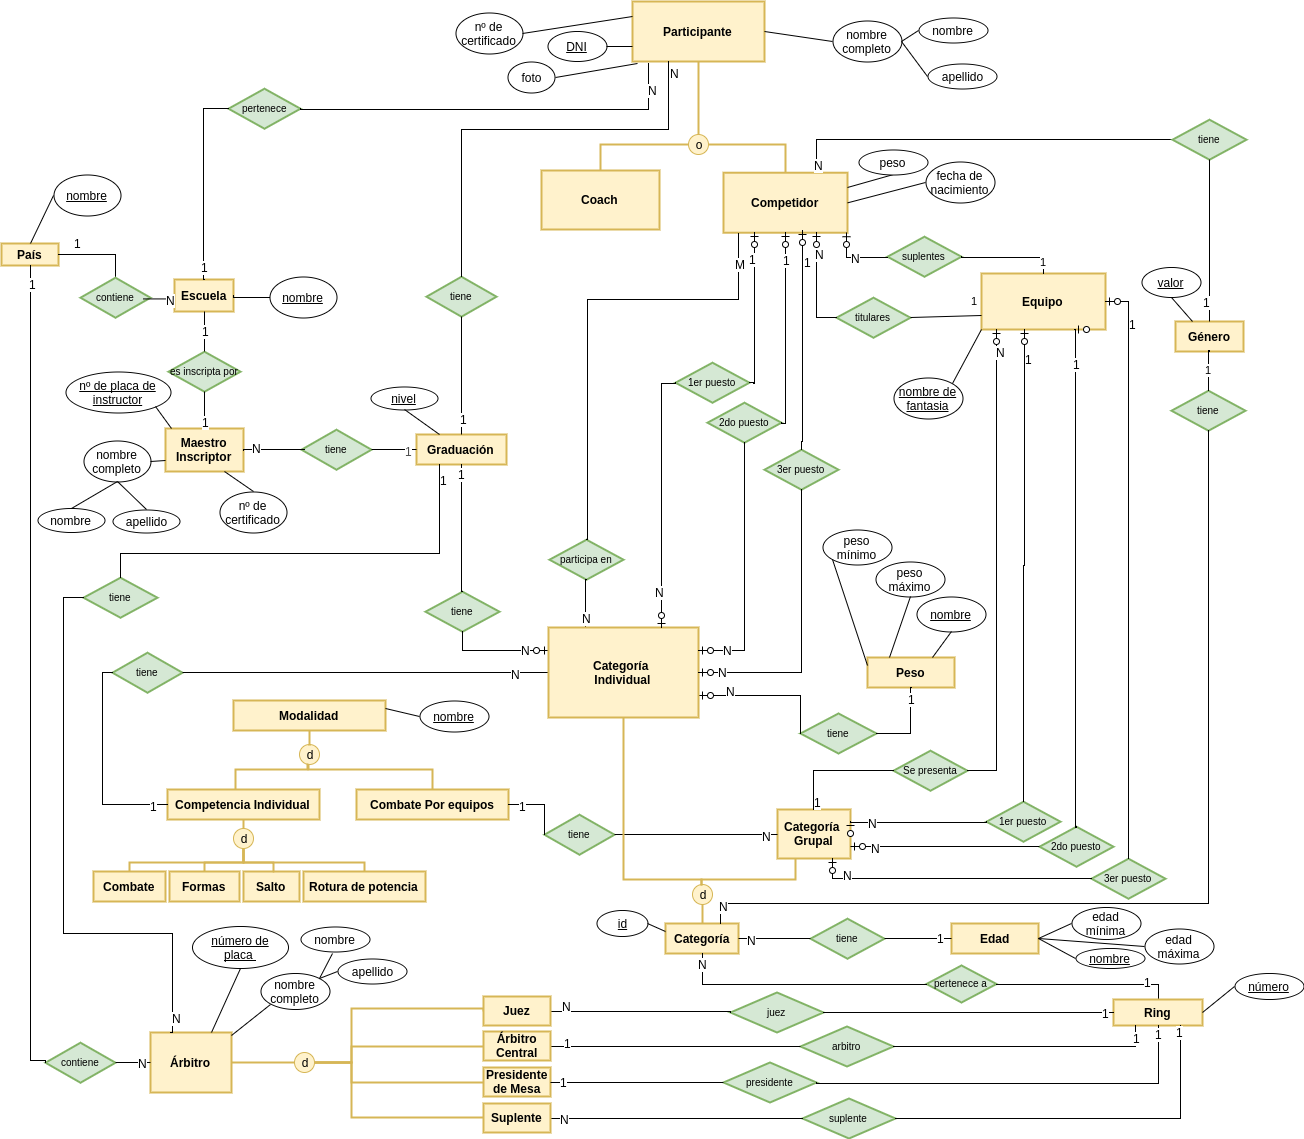 nº de
certificado
Participante
DNI
foto
nombre
completo
nombre
apellido
N
N
pertenece
o
tiene
N
peso
fecha de
nacimiento
Coach
Competidor
nombre
País
1
contiene
N
1
Escuela
nombre
1
1
es inscripta por
1
nº de placa de
instructor
Maestro
Inscriptor
nombre
completo
nombre
apellido
nº de
certificado
N
tiene
1
tiene
1
nivel
Graduación
1
1
M
1
1
1
N
N
suplentes
1
1
titulares
Equipo
1
nombre de
fantasia
N
1
1
valor
1
Género
1
tiene
1er puesto
2do puesto
3er puesto
participa en
N
N
tiene
tiene
N
N
tiene
Categoría
Individual
N
N
N
peso
mínimo
peso
máximo
nombre
Peso
1
tiene
Modalidad
nombre
d
Competencia Individual
1
Combate Por equipos
1
tiene
N
d
Combate
Formas
Salto
Rotura de potencia
Se presenta
1
Categoría
Grupal
N
N
N
1er puesto
2do puesto
3er puesto
d
id
N
Categoría
N
tiene
1
Edad
edad
mínima
edad
máxima
nombre
N
pertenece a
1
número
Ring
número de
placa
nombre
apellido
nombre
completo
N
Árbitro
contiene
N
d
Juez
N
juez
1
Árbitro
Central
1
arbitro
1
1
1
Presidente
de Mesa
1
presidente
Suplente
N
suplente